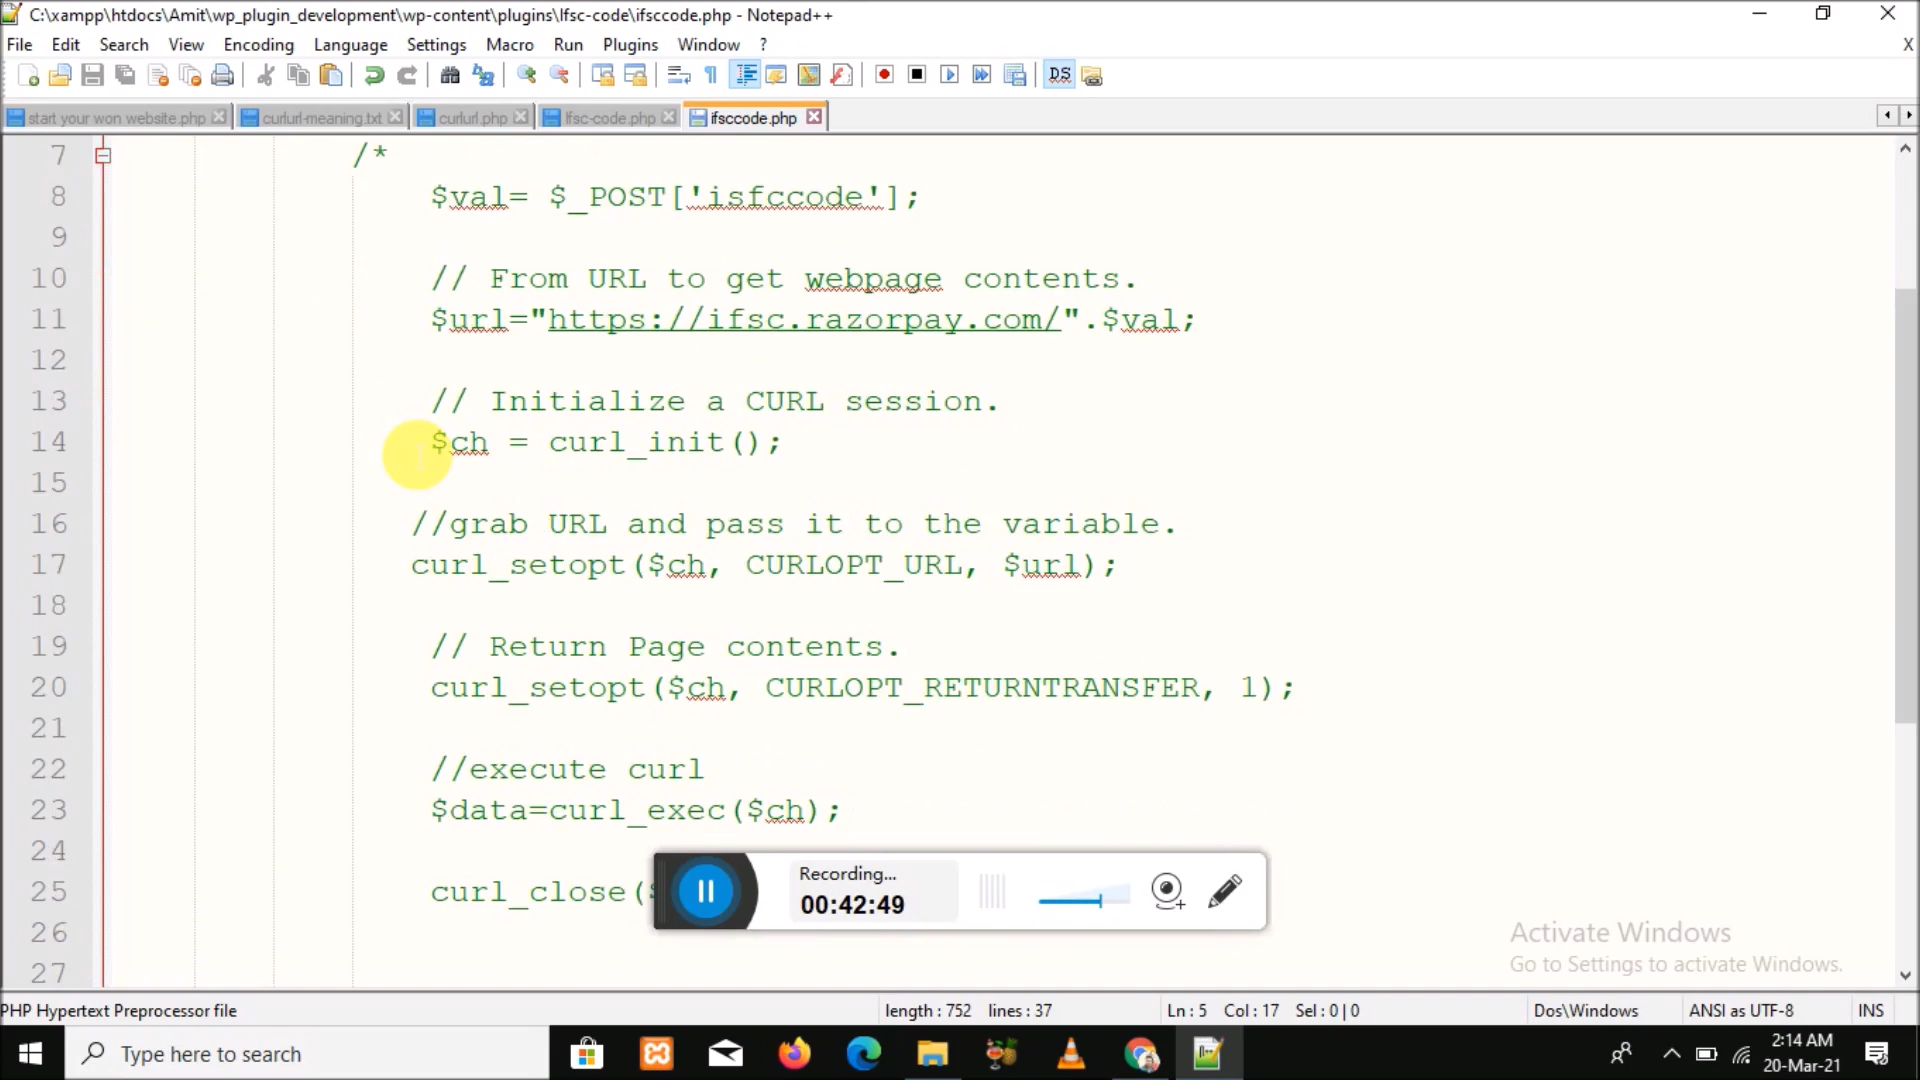 C:\xampp\htdocs\Amit\wp_plugin_development\wp-content\plugins\Ifsc-code\ifsccode.php - Notepad++
File Edit Search View Encoding Language Settings Macro Run Plugins Window ? X
start your won website.php curlurl-meaning.txt curlurl.php Ifsc-code.php ifsccode.php
7 /*
8 $val= $_POST['isfccode'];
9
10 // From URL to get webpage contents.
11 $url="https://ifsc.razorpay.com/".$val;
12
13 // Initialize a CURL session.
14 $ch = curl_init();
15
16 //grab URL and pass it to the variable.
17 curl_setopt($ch, CURLOPT_URL, $url);
18
19 // Return Page contents.
20 curl_setopt($ch, CURLOPT_RETURNTRANSFER, 1);
21
22 //execute curl
23 $data=curl_exec($ch);
24
25 curl_close(
26
27
Recording...
00:42:49
Activate Windows
Go to Settings to activate Windows.
PHP Hypertext Preprocessor file length : 752 lines : 37 Ln : 5 Col : 17 Sel : 0 | 0 Dos\Windows ANSI as UTF-8 INS
Type here to search
2:14 AM
20-Mar-21